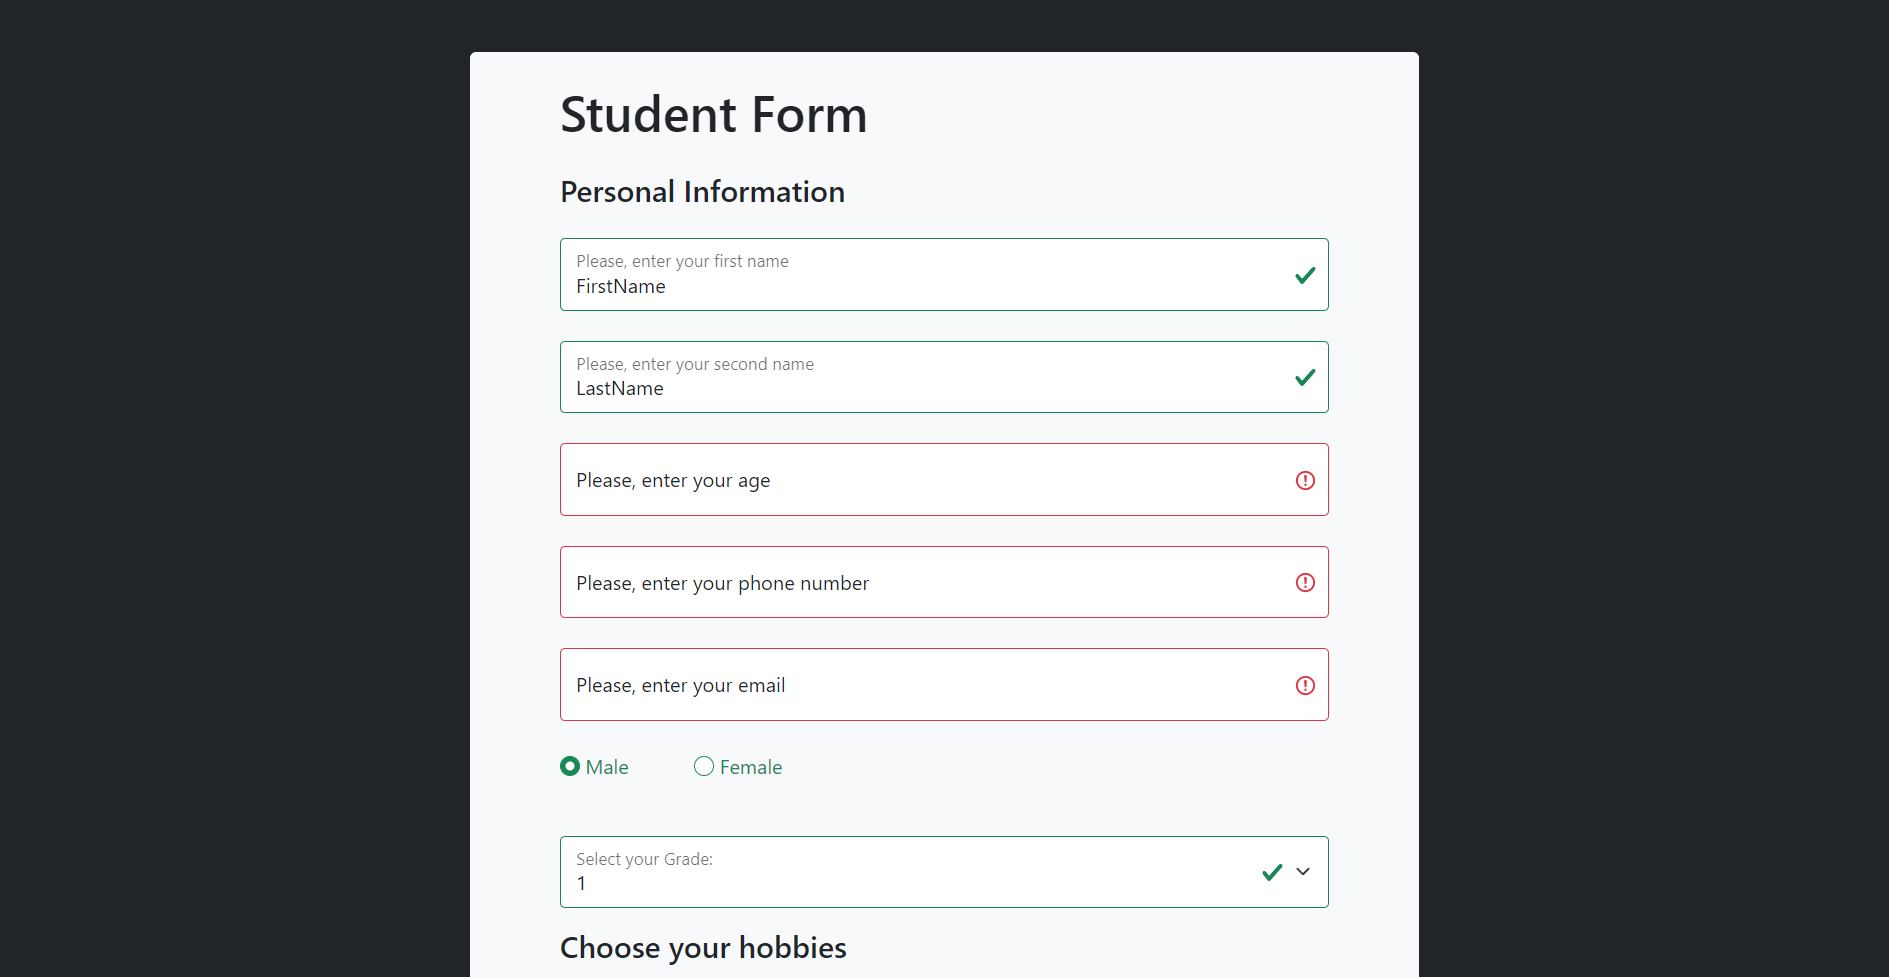 Student Form
Personal Information
Please, enter your first name
FirstName
Please, enter your second name
LastName
Please, enter your age
Please, enter your phone number
Please, enter your email
Male Female
Select your Grade:
1
Choose your hobbies